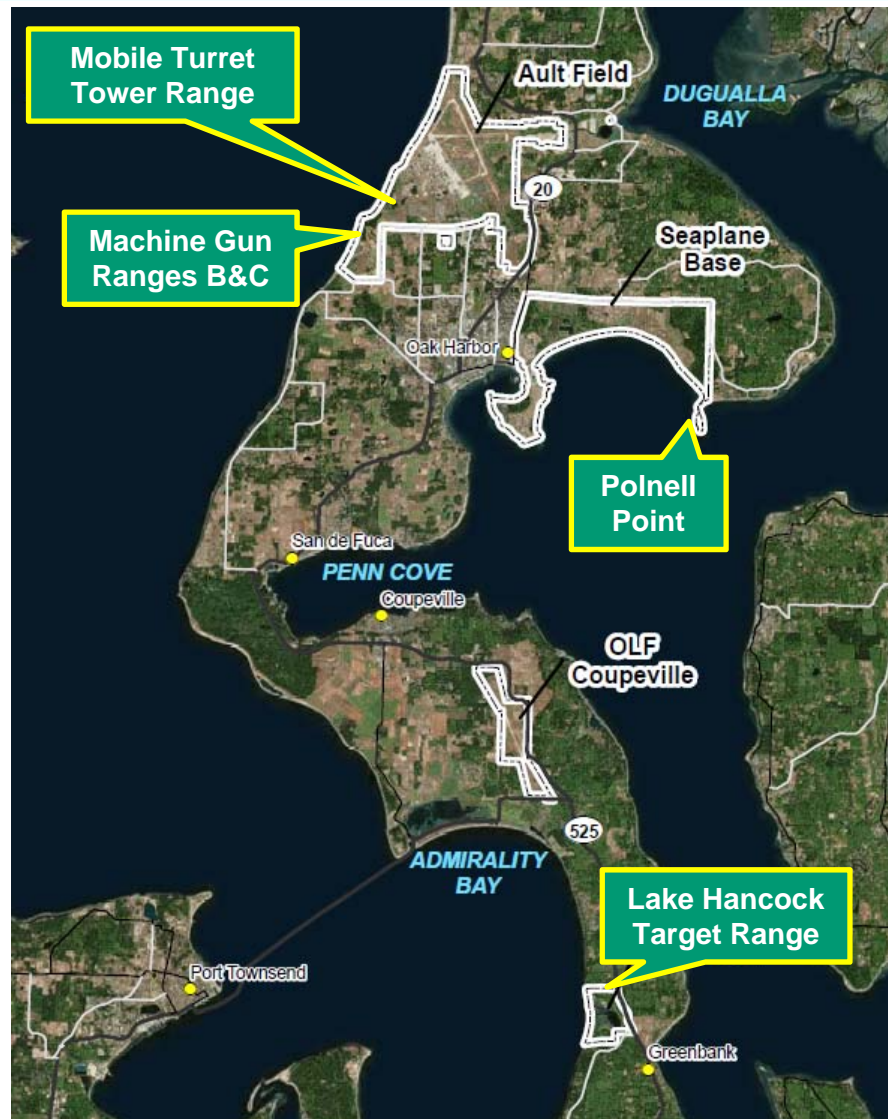 Mobile Turret
Tower Range
Ault Field
DUGUALLA
BAY
20
Machine Gun
Ranges B&C
Seaplane
Base
Oak Harbor
Polnell
Point
San de Fuca
PENN COVE
Coupeville
OLF
Coupeville
525
ADMIRALITY
BAY
Lake Hancock
Target Range
Port Townsend
Greenbank